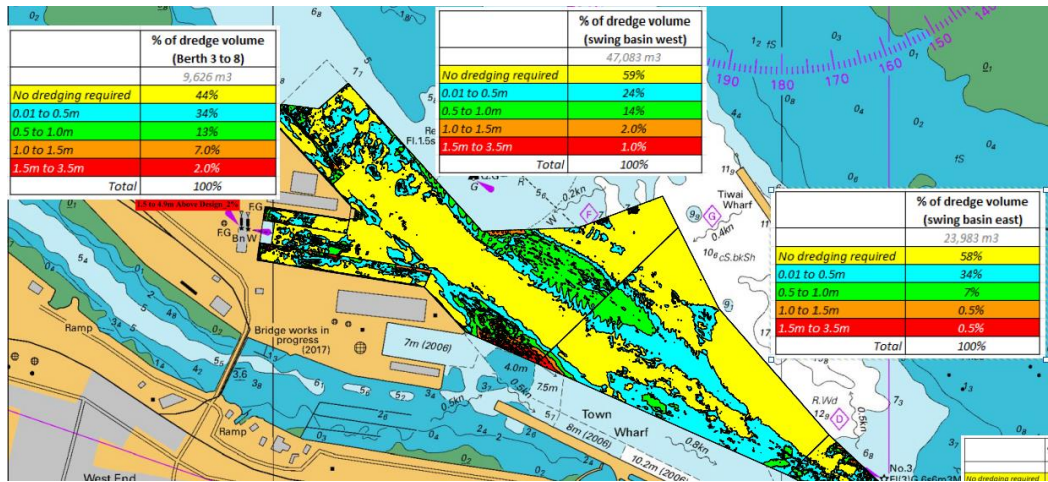 % of dredge volume
(Berth 3 to 8)
9,626 m3
No dredging required 44%
0.01 to 0.5m 34%
0.5 to 1.0m 13%
1.0 to 1.5m 7.0%
1.5m to 3.5m 2.0%
Total 100%
% of dredge volume
(swing basin west)
47,083 m3
No dredging required 59%
0.01 to 0.5m 24%
0.5 to 1.0m 14%
1.0 to 1.5m 2.0%
1.5m to 3.5m 1.0%
Total 100%
% of dredge volume
(swing basin east)
23,983 m3
No dredging required 58%
0.01 to 0.5m 34%
0.5 to 1.0m 7%
1.0 to 1.5m 0.5%
1.5m to 3.5m 0.5%
Total 100%
190 180 170 160 150
Fl.1.5s
G
R
W
0.2kn
F
G
0.4kn
Tiwai
Wharf
cS.bkSh
F.G
F.G
Bn W
Ramp
Bridge works in
progress
(2017)
7m (2006)
4.0m
7.5m
0.5kn
0.5kn
Town
Wharf
8m (2006)
10.2m (2006)
0.8kn
R.Wd
D
0.5kn
No.3
Fl(3)G.6s6m3M
Ramp
West End
No dredging required
fS
fS